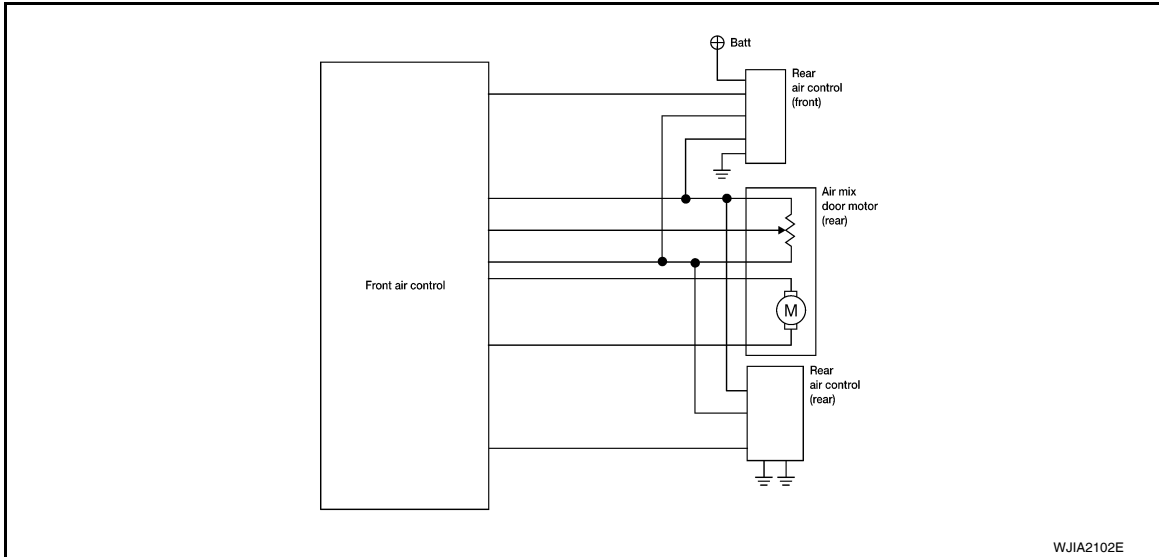 Batt
Rear
air control
(front)
Air mix
door motor
(rear)
Front air control
M
Rear
air control
(rear)
WJIA2102E